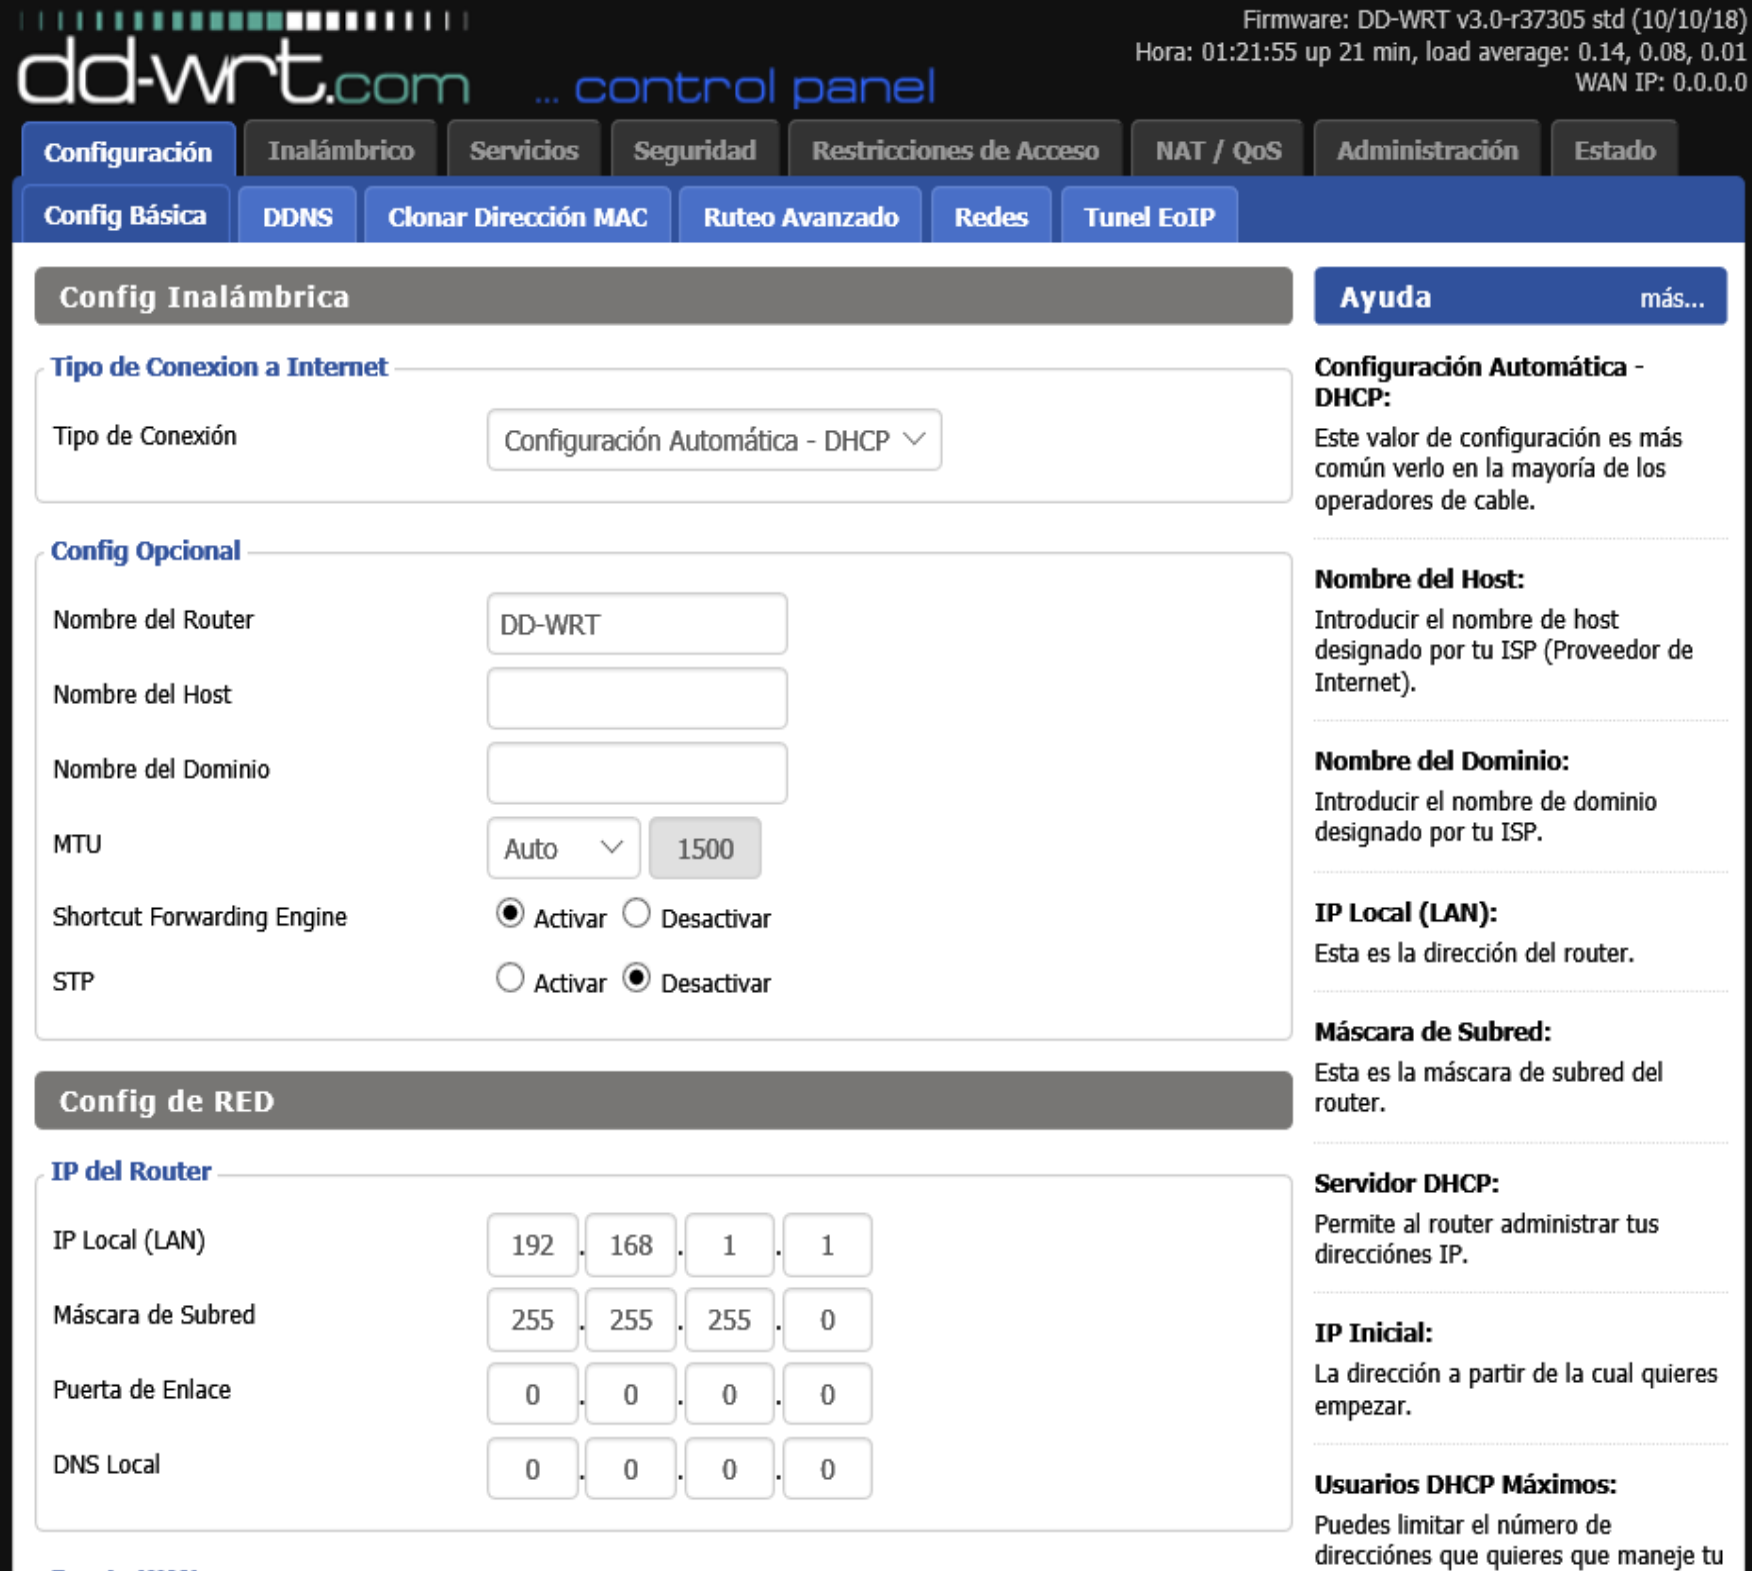 dd-wrt.com ... control panel
Firmware: DD-WRT v3.0-r37305 std (10/10/18)
Hora: 01:21:55 up 21 min, load average: 0.14, 0.08, 0.01
WAN IP: 0.0.0.0
Configuración Inalámbrico Servicios Seguridad Restricciones de Acceso NAT / QoS Administración Estado
Config Básica DDNS Clonar Dirección MAC Ruteo Avanzado Redes Tunel EoIP
Config Inalámbrica
Tipo de Conexion a Internet
Tipo de Conexión Configuración Automática - DHCP
Config Opcional
Nombre del Router DD-WRT
Nombre del Host
Nombre del Dominio
MTU Auto 1500
Shortcut Forwarding Engine Activar Desactivar
STP Activar Desactivar
Config de RED
IP del Router
IP Local (LAN) 192 . 168 . 1 . 1
Máscara de Subred 255 . 255 . 255 . 0
Puerta de Enlace 0 . 0 . 0 . 0
DNS Local 0 . 0 . 0 . 0
Ayuda más...
Configuración Automática -
DHCP:
Este valor de configuración es más
común verlo en la mayoría de los
operadores de cable.
Nombre del Host:
Introducir el nombre de host
designado por tu ISP (Proveedor de
Internet).
Nombre del Dominio:
Introducir el nombre de dominio
designado por tu ISP.
IP Local (LAN):
Esta es la dirección del router.
Máscara de Subred:
Esta es la máscara de subred del
router.
Servidor DHCP:
Permite al router administrar tus
direcciónes IP.
IP Inicial:
La dirección a partir de la cual quieres
empezar.
Usuarios DHCP Máximos:
Puedes limitar el número de
direcciónes que quieres que maneje tu